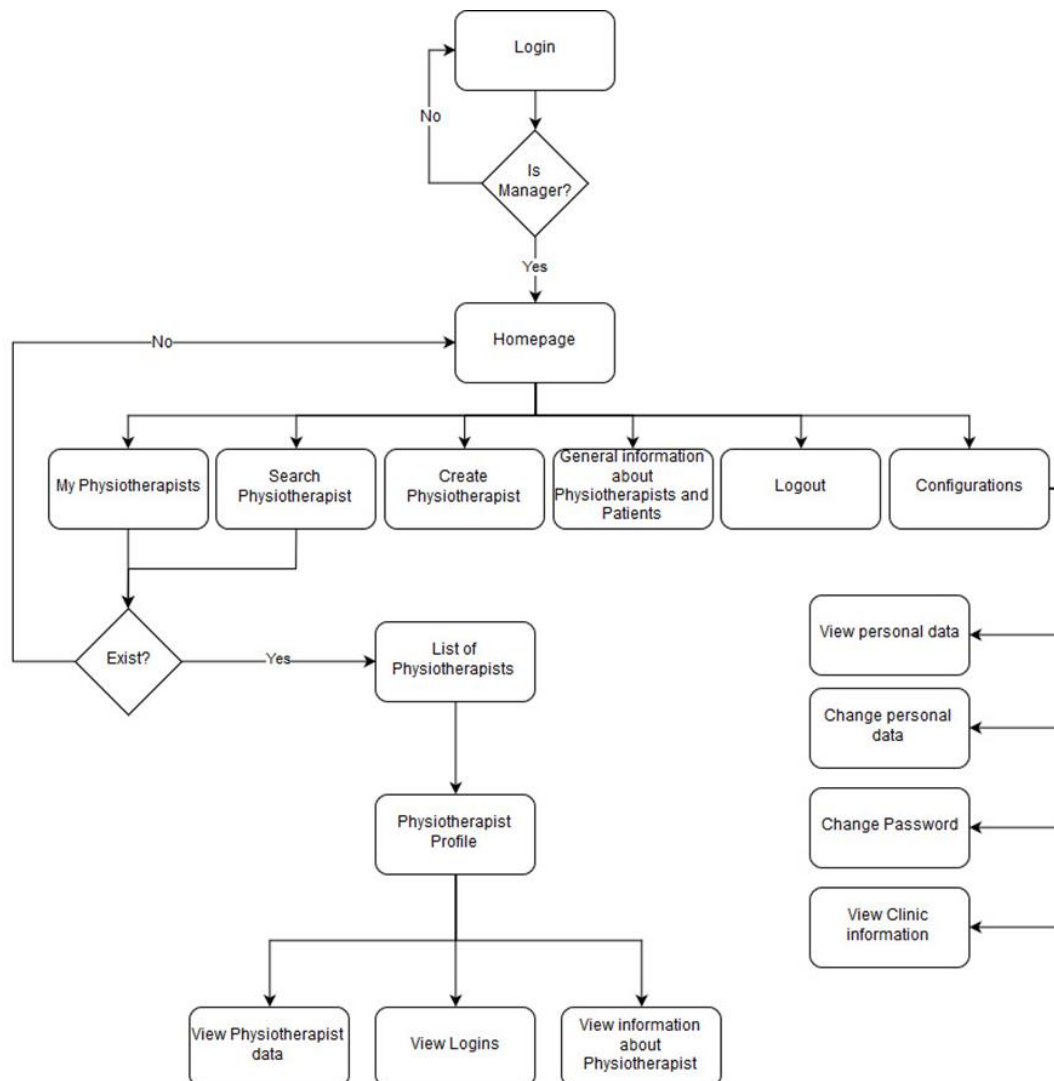 Login
No
Is
Manager?
Yes
Homepage
No
My Physiotherapists
Search
Physiotherapist
Create
Physiotherapist
General information
about
Physiotherapists and
Patients
Logout
Configurations
Exist?
Yes
List of
Physiotherapists
View personal data
Change personal
data
Physiotherapist
Profile
Change Password
View Clinic
information
View Physiotherapist
data
View Logins
View information
about
Physiotherapist